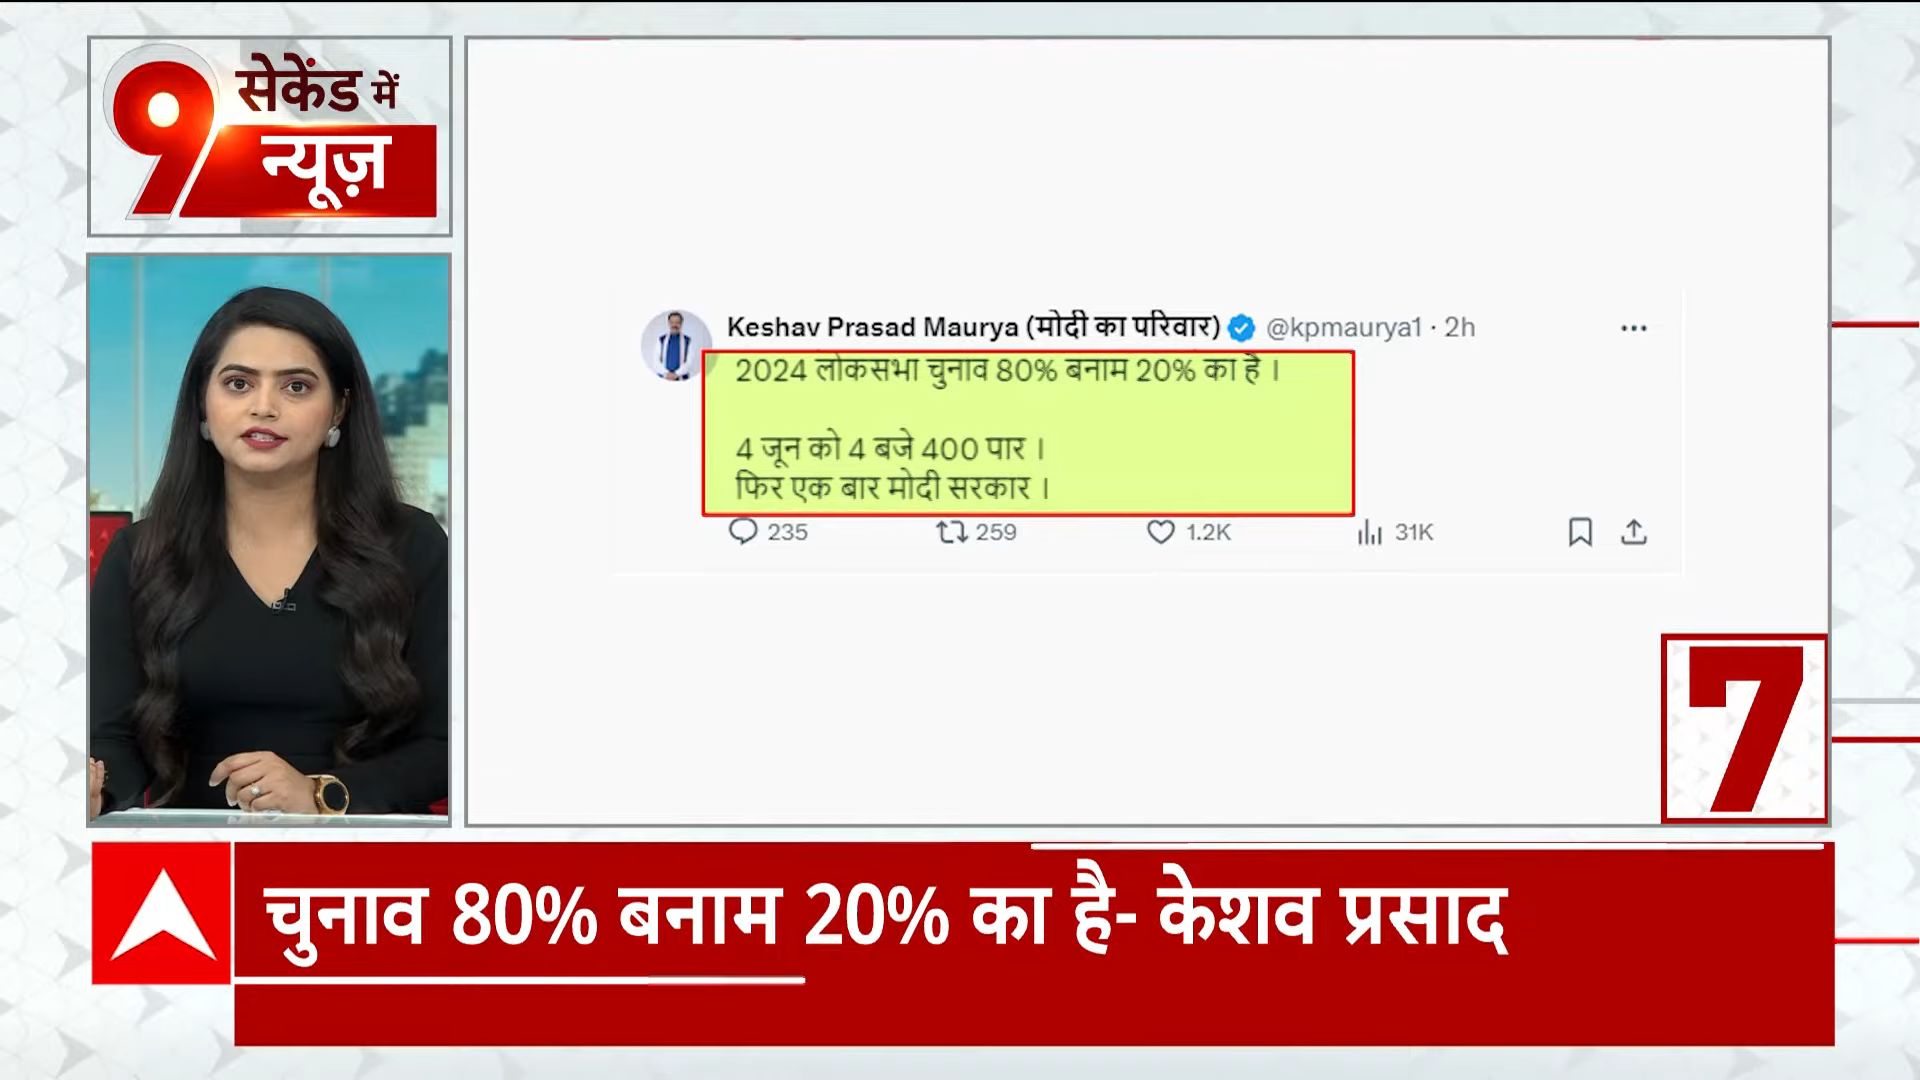 9 सेकेंड में
न्यूज़
Keshav Prasad Maurya (मोदी का परिवार) @kpmaurya1 · 2h
2024 लोकसभा चुनाव 80% बनाम 20% का है ।
4 जून को 4 बजे 400 पार ।
फिर एक बार मोदी सरकार ।
235 259 1.2K 31K
7
चुनाव 80% बनाम 20% का है- केशव प्रसाद